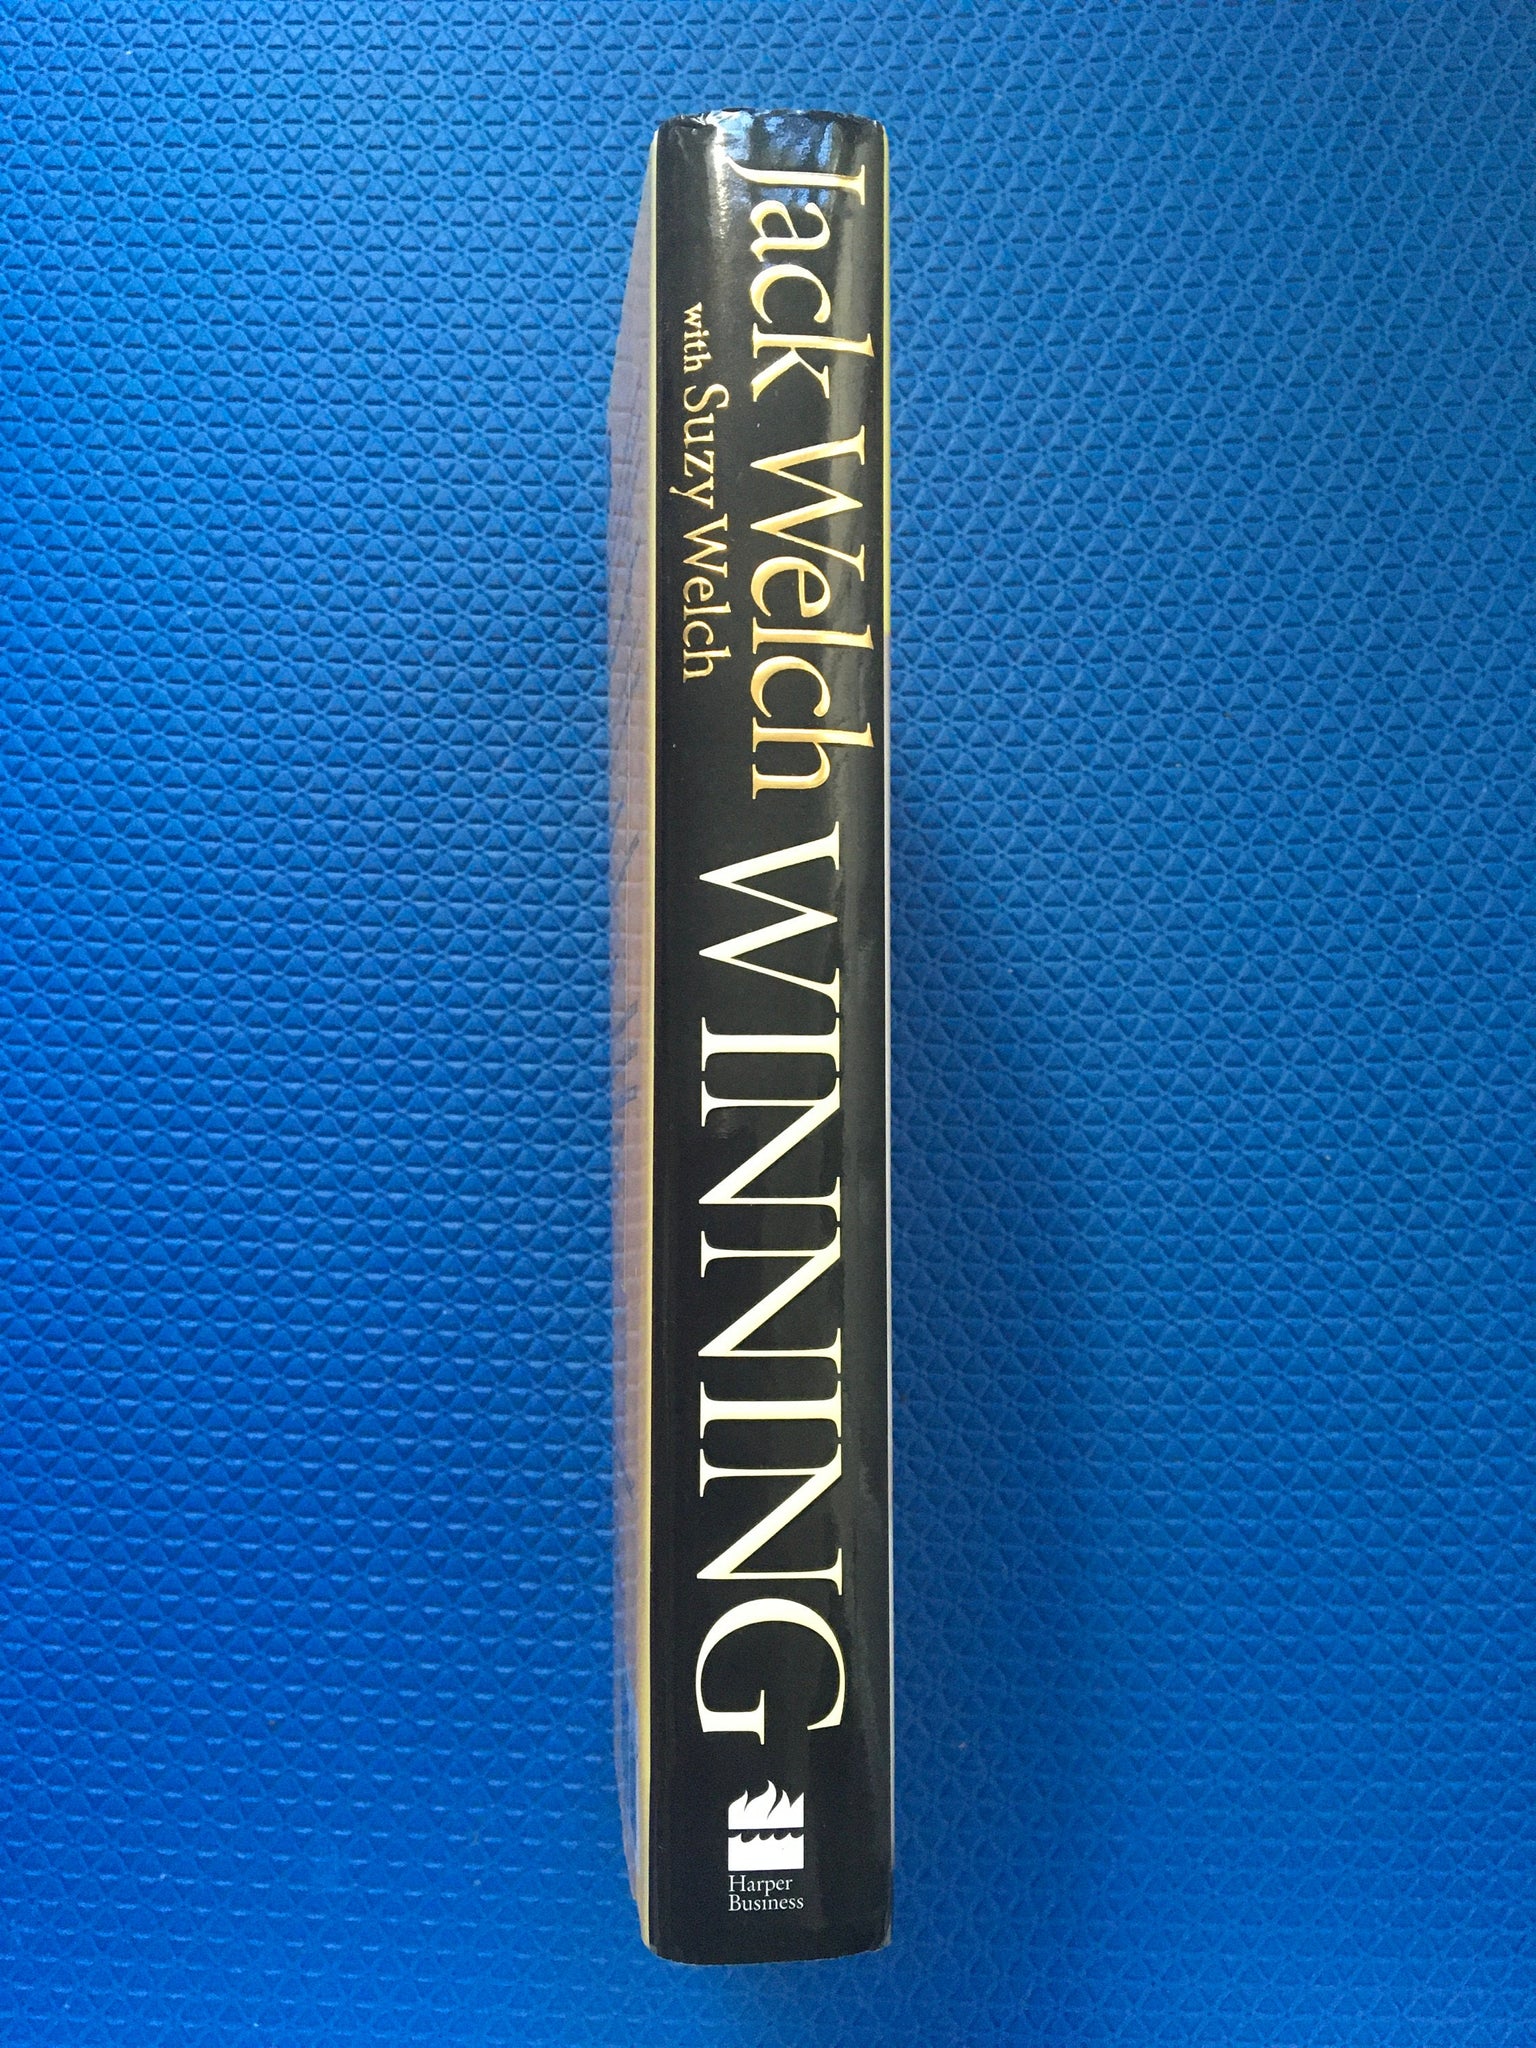 Jack Welch
with Suzy Welch
WINNING
Harper
Business